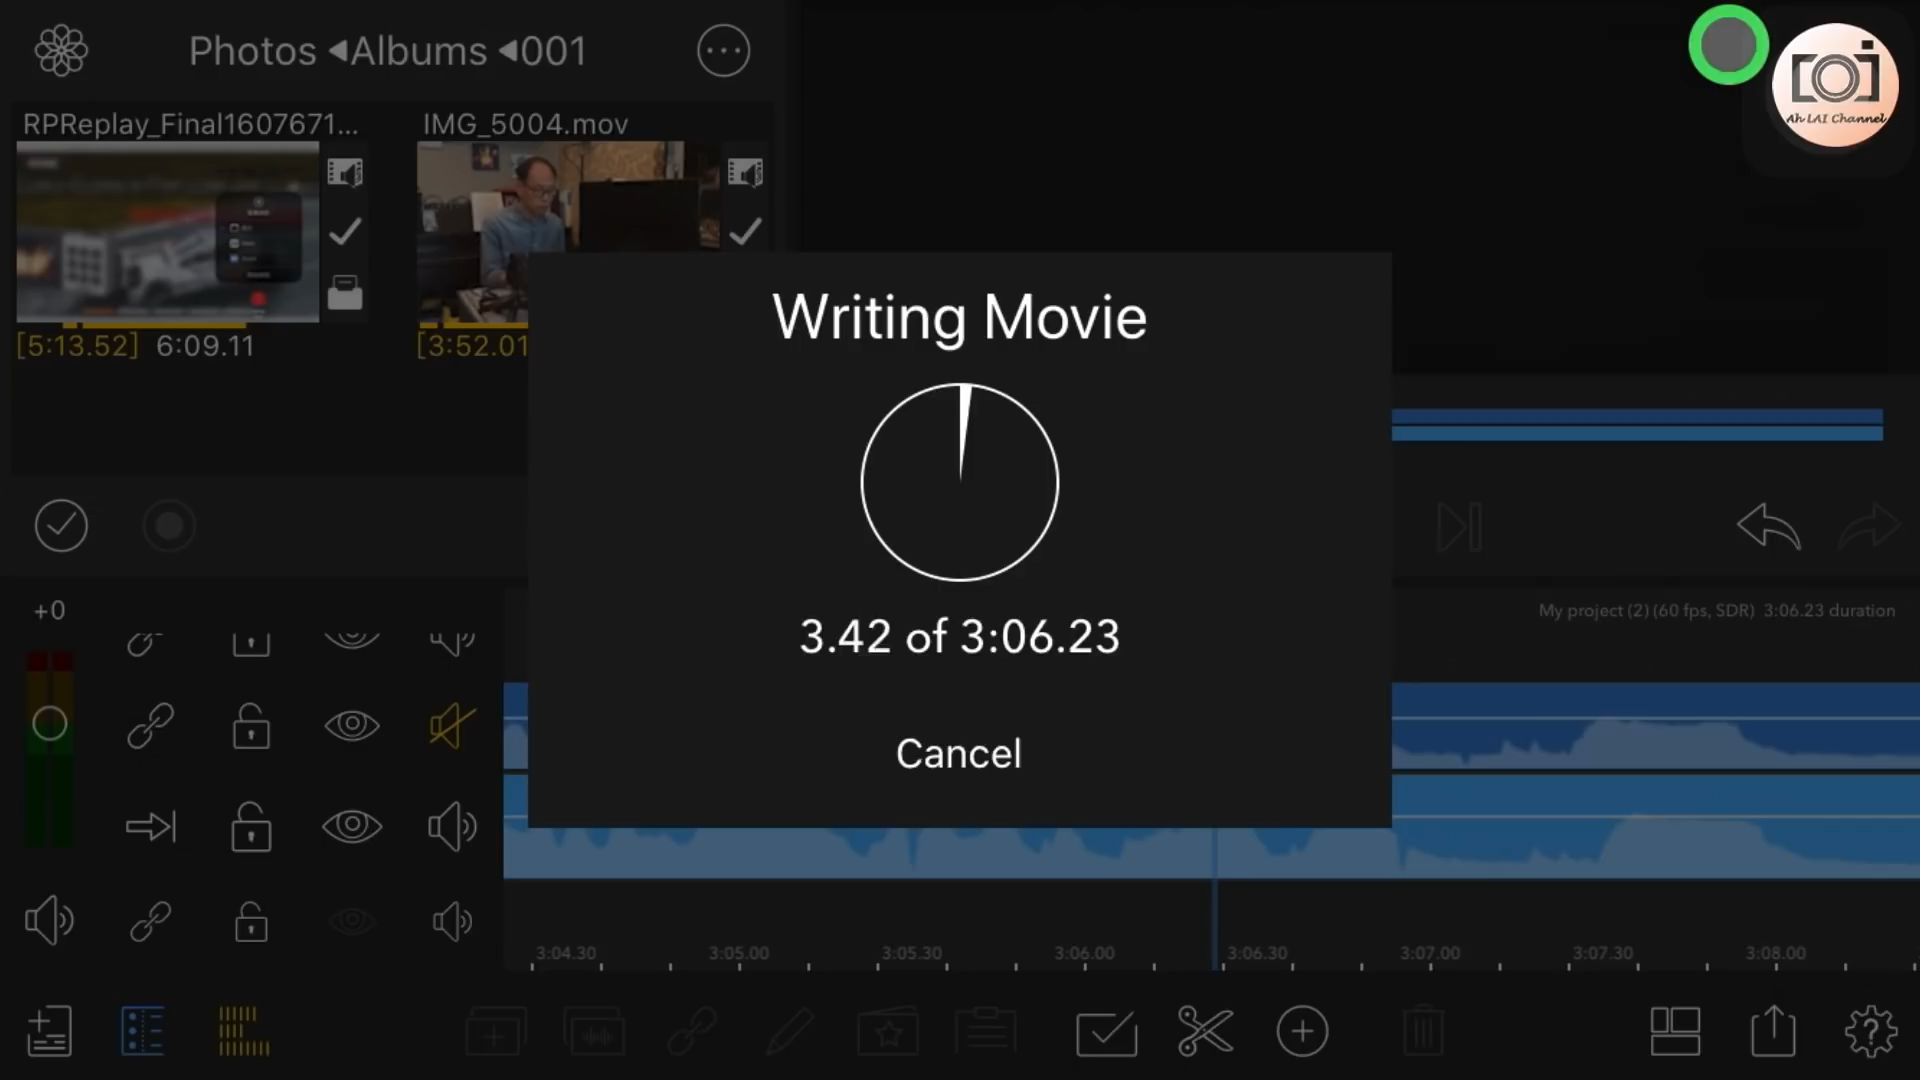 Photos ◀Albums ◀001
Ah LAI Channel
RPReplay_Final1607671...
IMG_5004.mov
[5:13.52] 6:09.11
[3:52.01
Writing Movie
3.42 of 3:06.23
Cancel
+0
My project (2) (60 fps, SDR) 3:06.23 duration
3:04.30
3:05.00
3:05.30
3:06.00
3:06.30
3:07.00
3:07.30
3:08.00